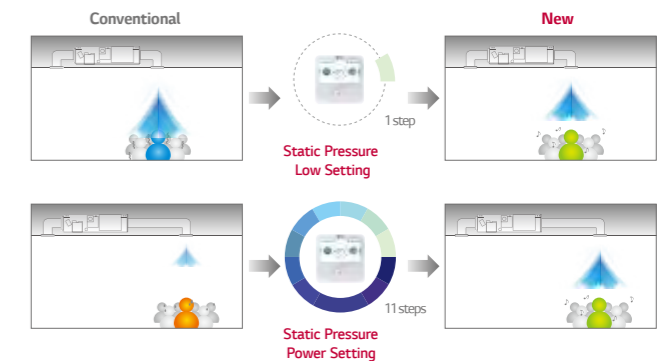 Conventional
New
1 step
Static Pressure
Low Setting
11 steps
Static Pressure
Power Setting